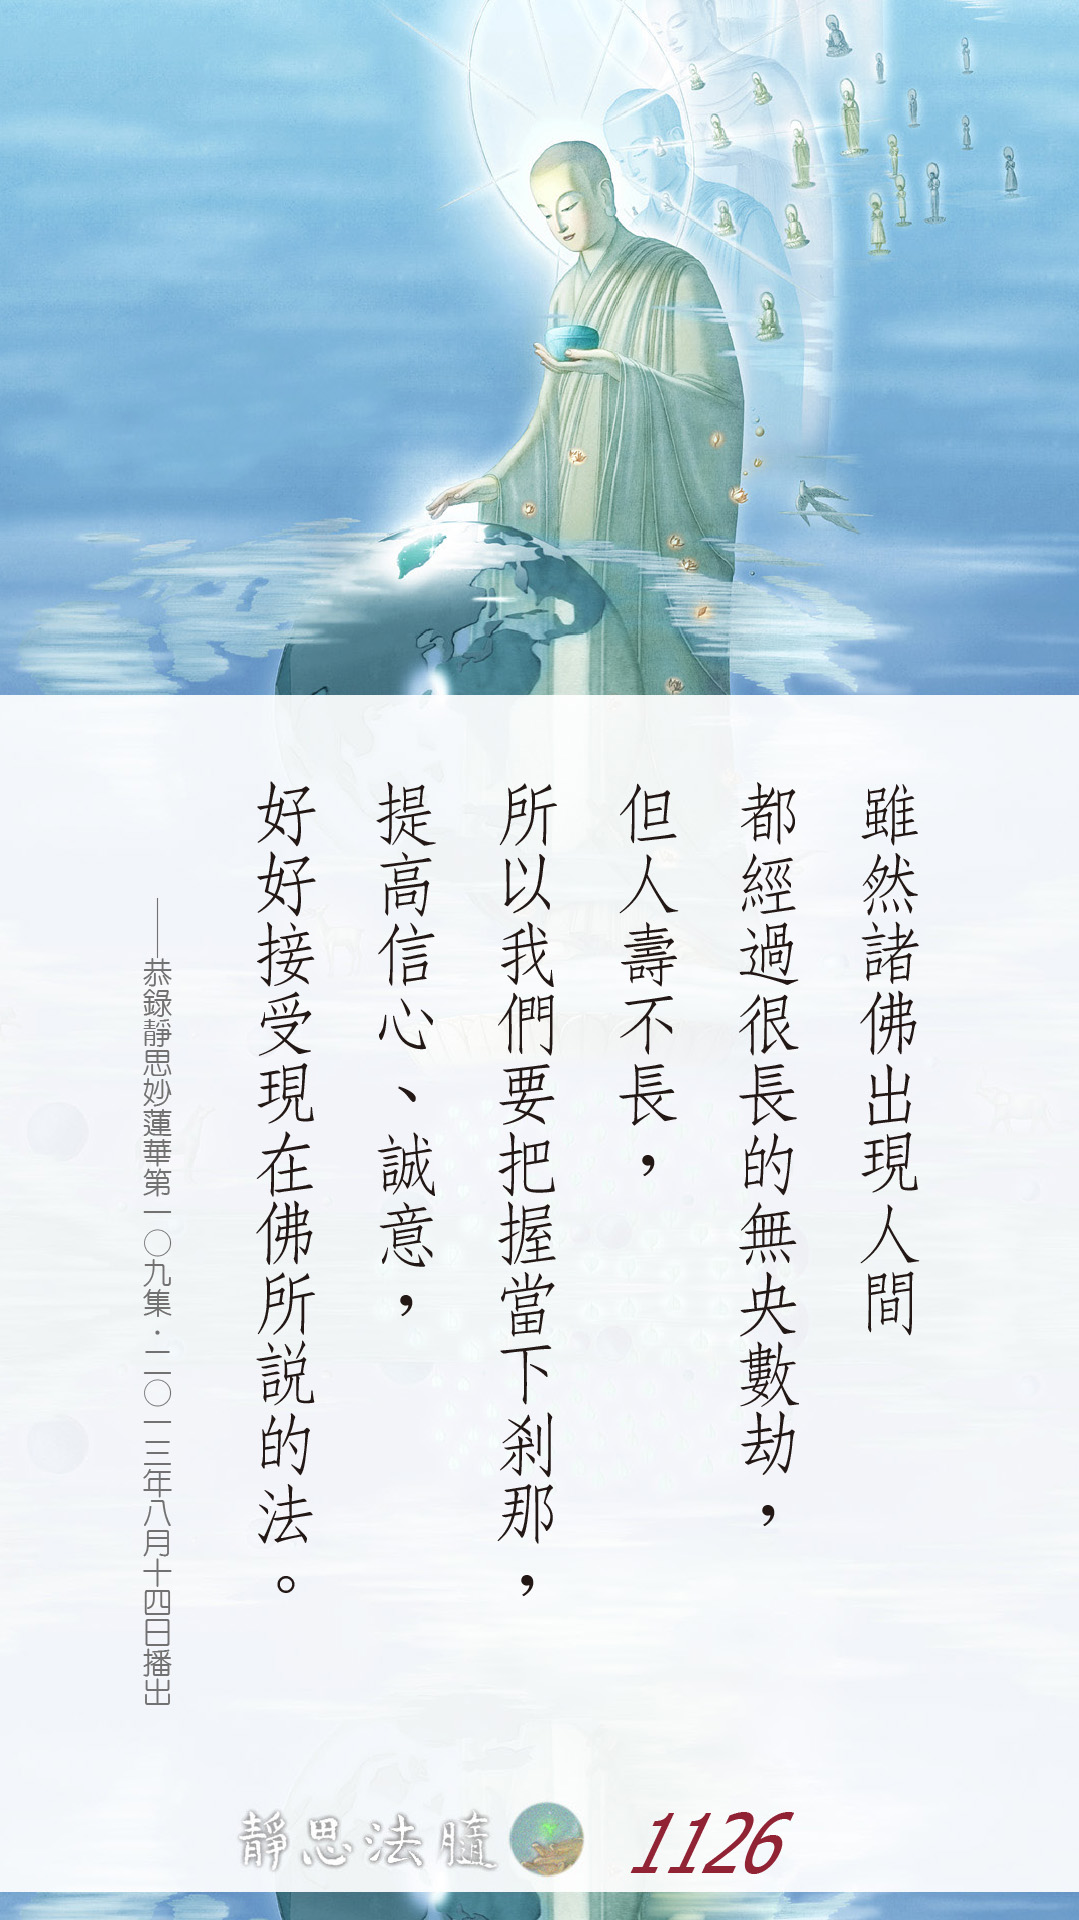 雖然諸佛出現人間
都經過很長的無央數劫，
但人壽不長，
所以我們要把握當下剎那，
提高信心、誠意，
好好接受現在佛所說的法。
——恭錄靜思妙蓮華第一〇九集·二〇一三年八月十四日播出
靜思法髓
1126